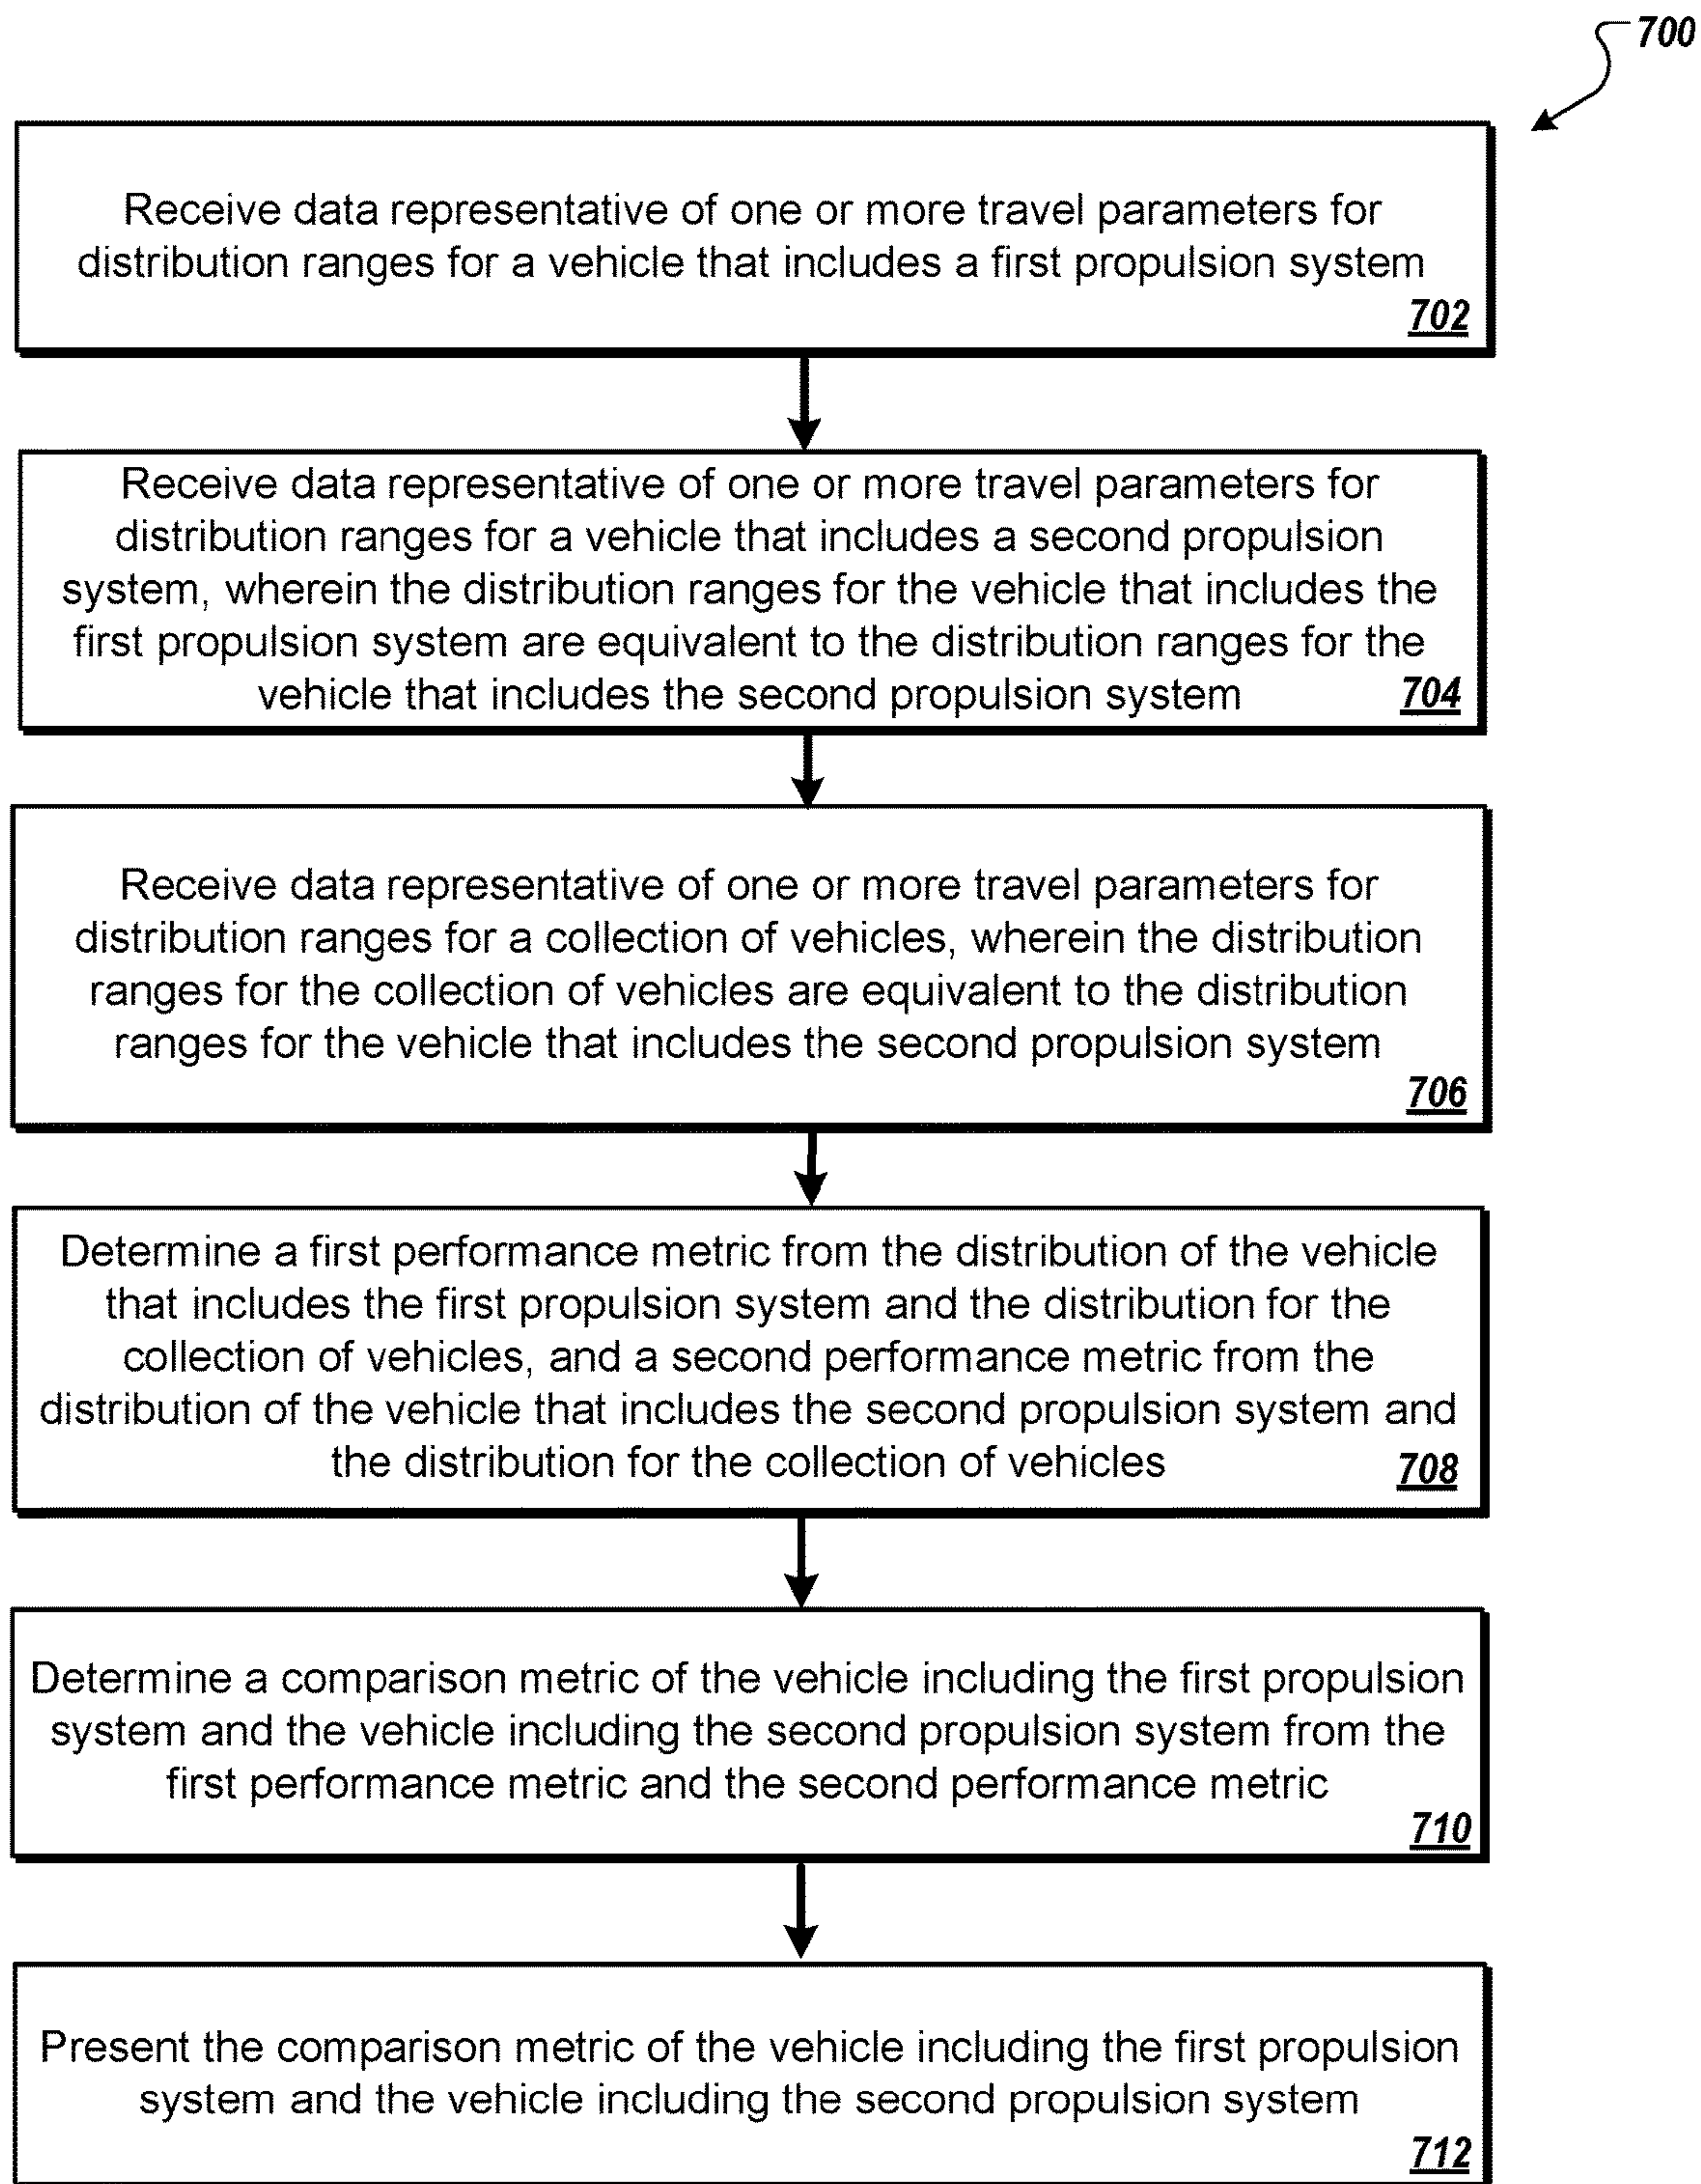 700
Receive data representative of one or more travel parameters for
distribution ranges for a vehicle that includes a first propulsion system
702
Receive data representative of one or more travel parameters for
distribution ranges for a vehicle that includes a second propulsion
system, wherein the distribution ranges for the vehicle that includes the
first propulsion system are equivalent to the distribution ranges for the
vehicle that includes the second propulsion system
704
Receive data representative of one or more travel parameters for
distribution ranges for a collection of vehicles, wherein the distribution
ranges for the collection of vehicles are equivalent to the distribution
ranges for the vehicle that includes the second propulsion system
706
Determine a first performance metric from the distribution of the vehicle
that includes the first propulsion system and the distribution for the
collection of vehicles, and a second performance metric from the
distribution of the vehicle that includes the second propulsion system and
the distribution for the collection of vehicles
708
Determine a comparison metric of the vehicle including the first propulsion
system and the vehicle including the second propulsion system from the
first performance metric and the second performance metric
710
Present the comparison metric of the vehicle including the first propulsion
system and the vehicle including the second propulsion system
712